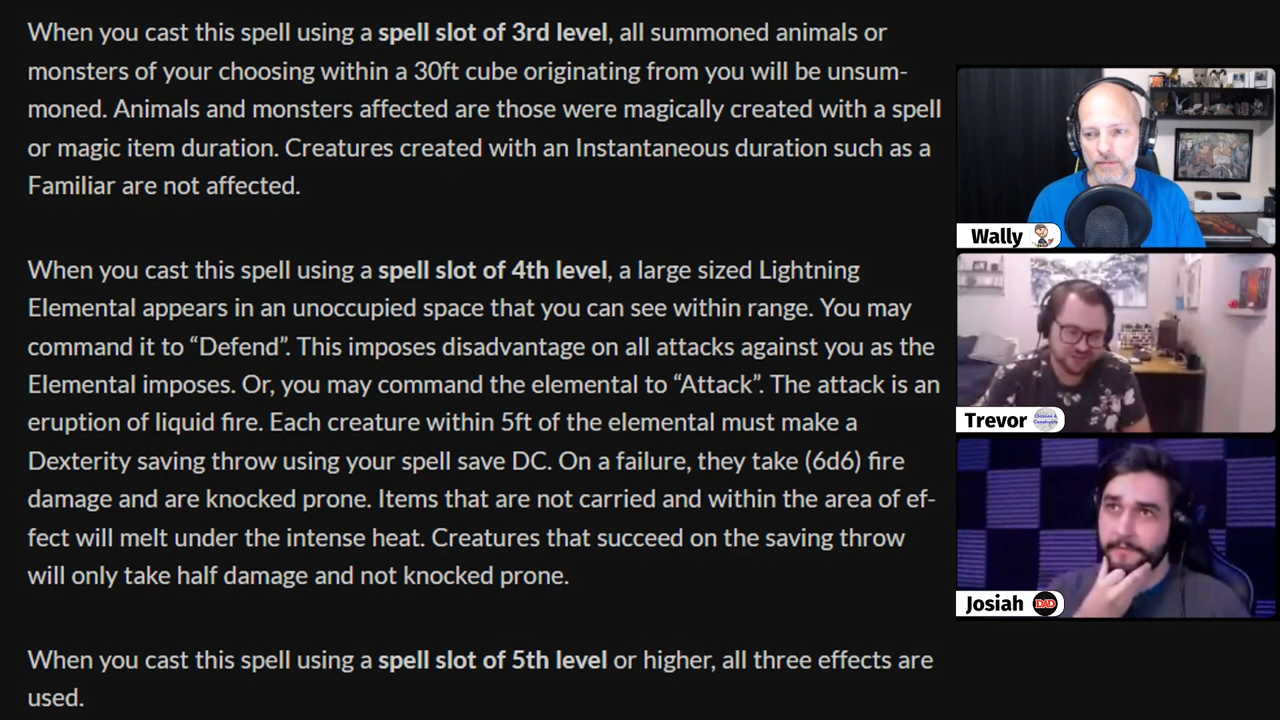 When you cast this spell using a spell slot of 3rd level, all summoned animals or
monsters of your choosing within a 30ft cube originating from you will be unsum-
moned. Animals and monsters affected are those were magically created with a spell
or magic item duration. Creatures created with an Instantaneous duration such as a
Familiar are not affected.
When you cast this spell using a spell slot of 4th level, a large sized Lightning
Elemental appears in an unoccupied space that you can see within range. You may
command it to “Defend”. This imposes disadvantage on all attacks against you as the
Elemental imposes. Or, you may command the elemental to “Attack”. The attack is an
eruption of liquid fire. Each creature within 5ft of the elemental must make a
Dexterity saving throw using your spell save DC. On a failure, they take (6d6) fire
damage and are knocked prone. Items that are not carried and within the area of ef-
fect will melt under the intense heat. Creatures that succeed on the saving throw
will only take half damage and not knocked prone.
When you cast this spell using a spell slot of 5th level or higher, all three effects are
used.
Wally
Trevor
Josiah
DAD